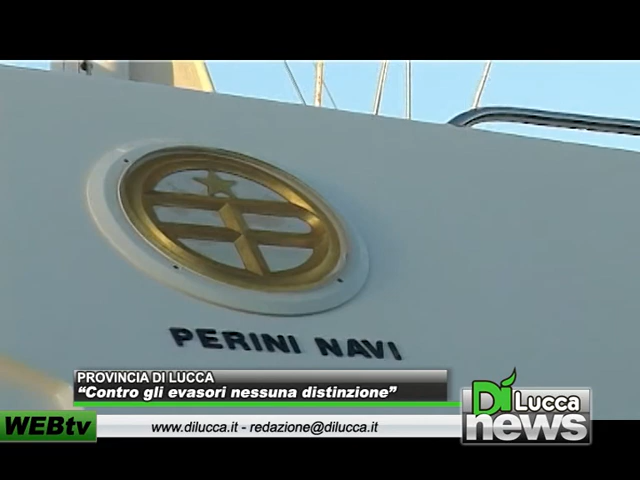 PERINI NAVI
PROVINCIA DI LUCCA
“Contro gli evasori nessuna distinzione”
Dì Lucca
news
WEBtv
www.dilucca.it - redazione@dilucca.it